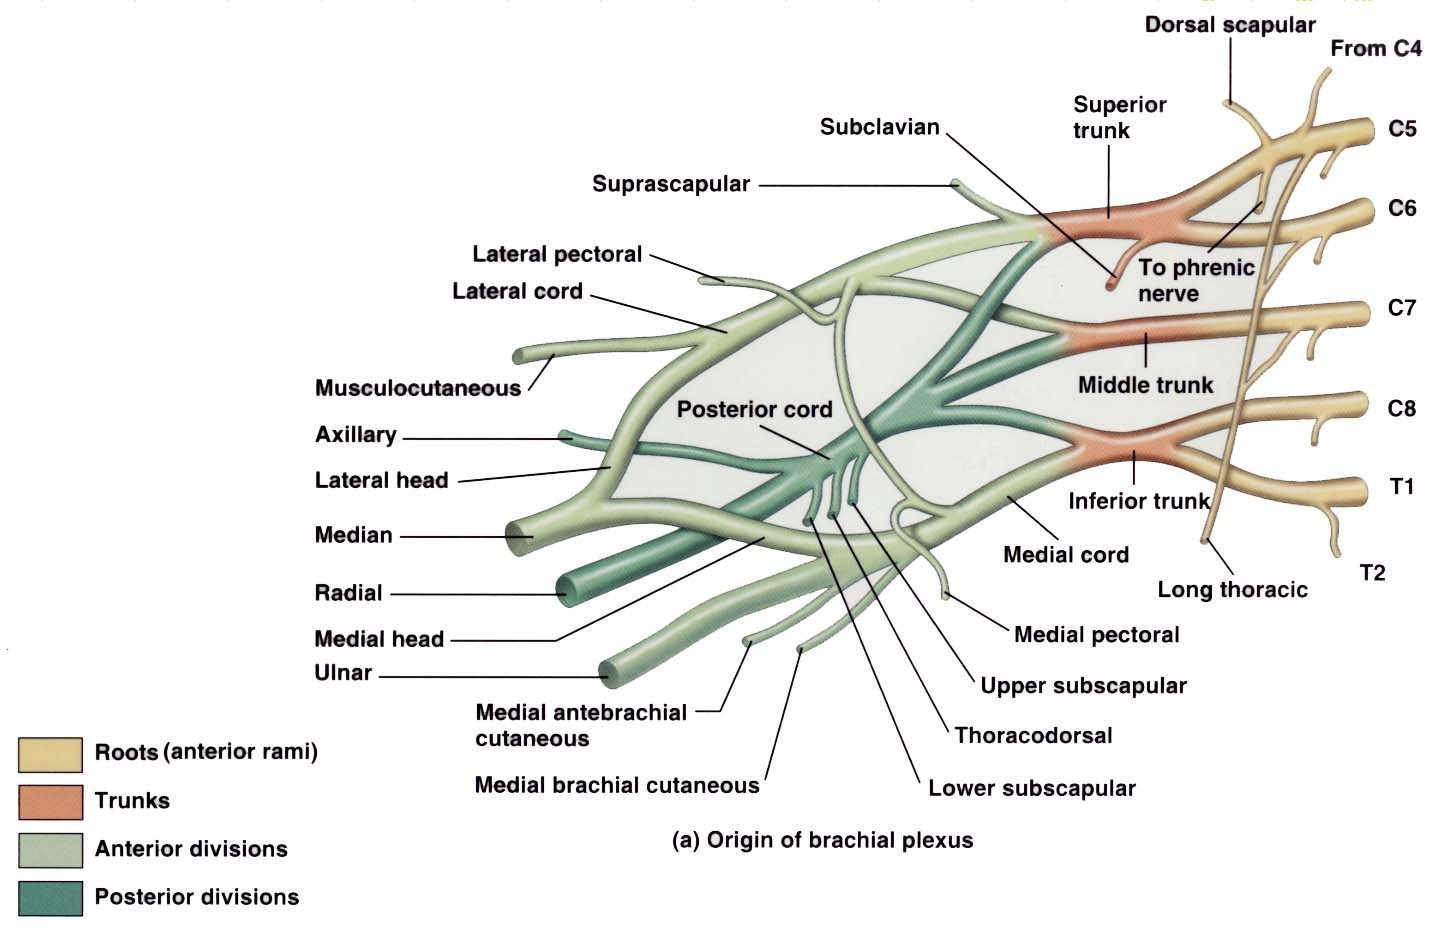 Dorsal scapular
From C4
Superior
trunk
Subclavian
C5
Suprascapular
C6
Lateral pectoral
To phrenic
nerve
Lateral cord
C7
Musculocutaneous
Middle trunk
Posterior cord
C8
Axillary
Lateral head
T1
Inferior trunk
Median
Medial cord
T2
Radial
Long thoracic
Medial head
Medial pectoral
Ulnar
Upper subscapular
Medial antebrachial
cutaneous
Thoracodorsal
Medial brachial cutaneous
Lower subscapular
Roots (anterior rami)
Trunks
Anterior divisions
Posterior divisions
(a) Origin of brachial plexus